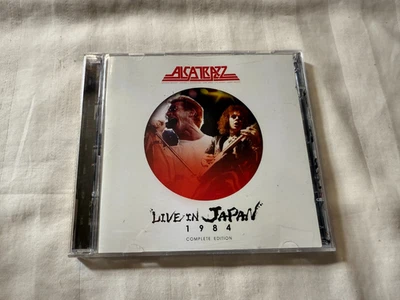 ALCATRAZZ
"LIVE IN JAPAN"
1984
COMPLETE EDITION